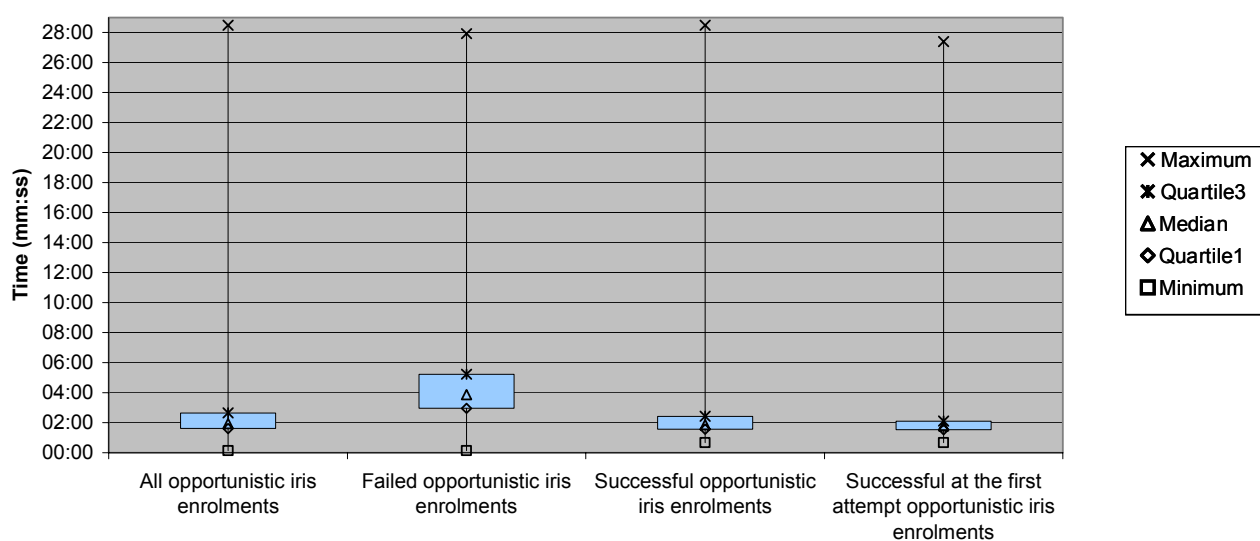 28:00
26:00
24:00
22:00
20:00
18:00
16:00
14:00
12:00
10:00
08:00
06:00
04:00
02:00
00:00
Time (mm:ss)
All opportunistic iris
enrolments
Failed opportunistic iris
enrolments
Successful opportunistic
iris enrolments
Successful at the first
attempt opportunistic iris
enrolments
Maximum
Quartile3
Median
Quartile1
Minimum